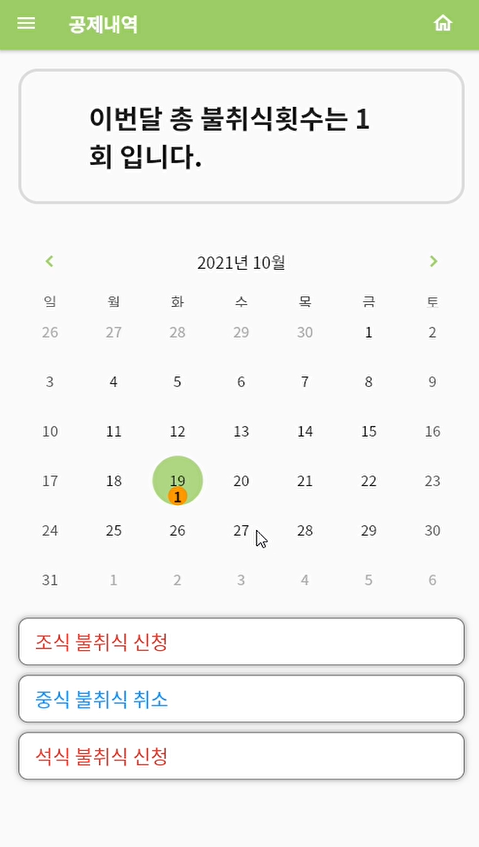 공제내역
이번달 총 불취식횟수는 1
회 입니다.
2021년 10월
일 월 화 수 목 금 토
26 27 28 29 30 1 2
3 4 5 6 7 8 9
10 11 12 13 14 15 16
17 18 19 20 21 22 23
1
24 25 26 27 28 29 30
31 1 2 3 4 5 6
조식 불취식 신청
중식 불취식 취소
석식 불취식 신청